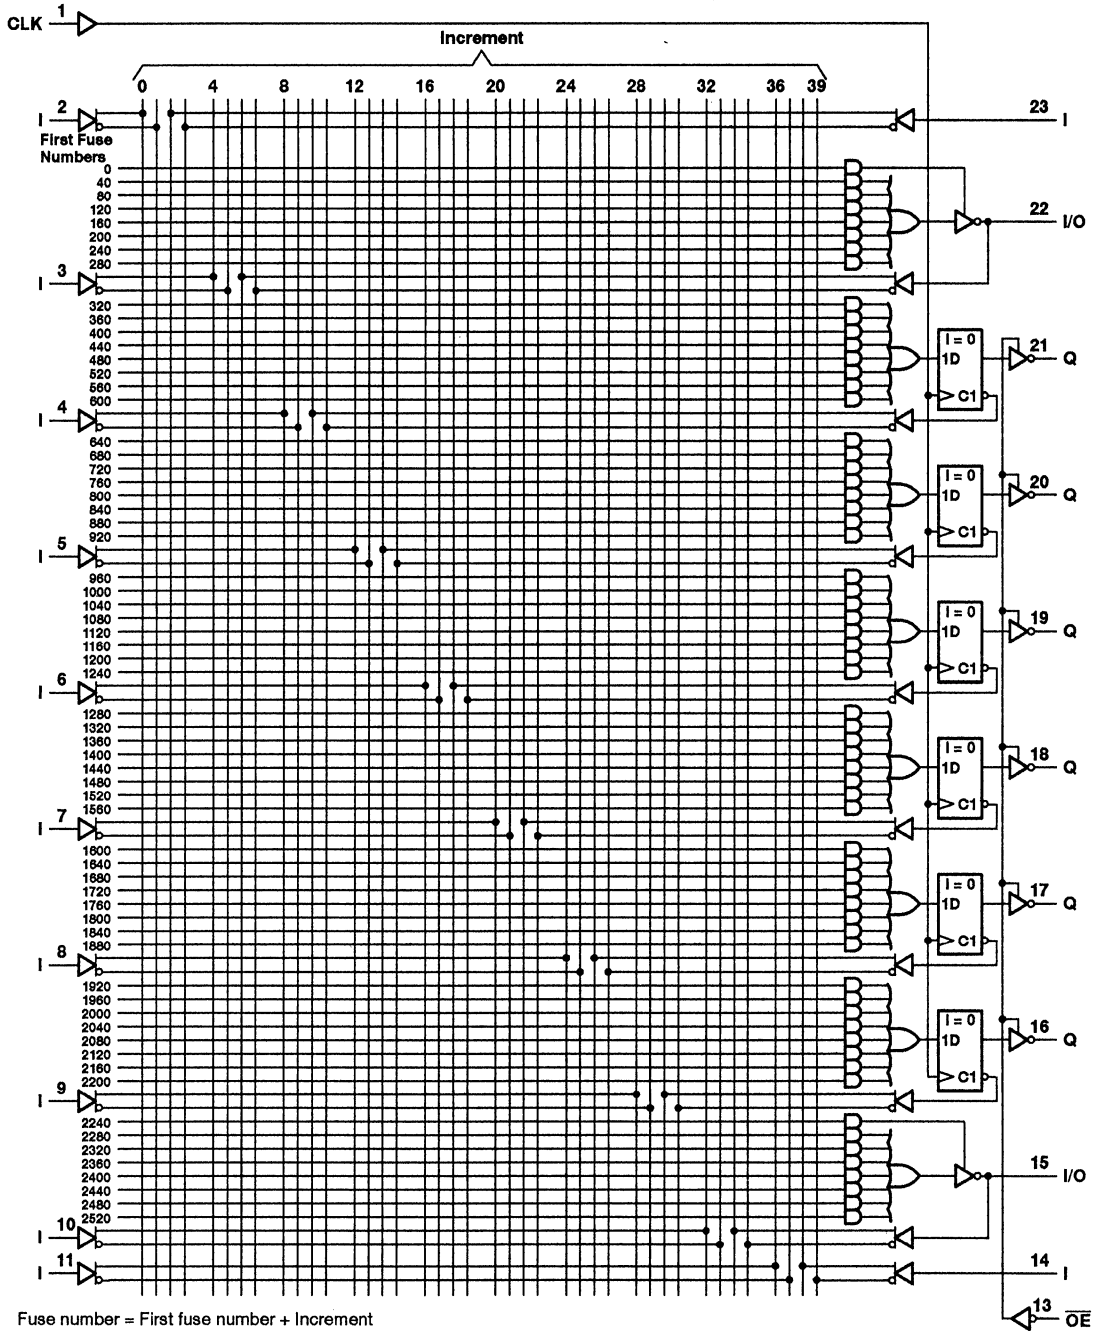 CLK 1
Increment
0 4 8 12 16 20 24 28 32 36 39
I 2 23 I
First Fuse
Numbers
0
40
80
120
160 22 I/O
200
240
280
I 3
320
360
400 I = 0
440 21
480 1D Q
520
560
600 C1
I 4
640
680
720 I = 0
760 20
800 1D Q
840
880
920 C1
I 5
960
1000
1040 I = 0
1080 19
1120 1D Q
1160
1200
1240 C1
I 6
1280
1320
1360 I = 0
1400 18
1440 1D Q
1480
1520
1560 C1
I 7
1600
1640
1680 I = 0
1720 17
1760 1D Q
1800
1840
1880 C1
I 8
1920
1960
2000 I = 0
2040 16
2080 1D Q
2120
2160
2200 C1
I 9
2240
2280
2320
2360 15
2400 I/O
2440
2480
2520
I 10
I 11 14 I
13 OE
Fuse number = First fuse number + Increment